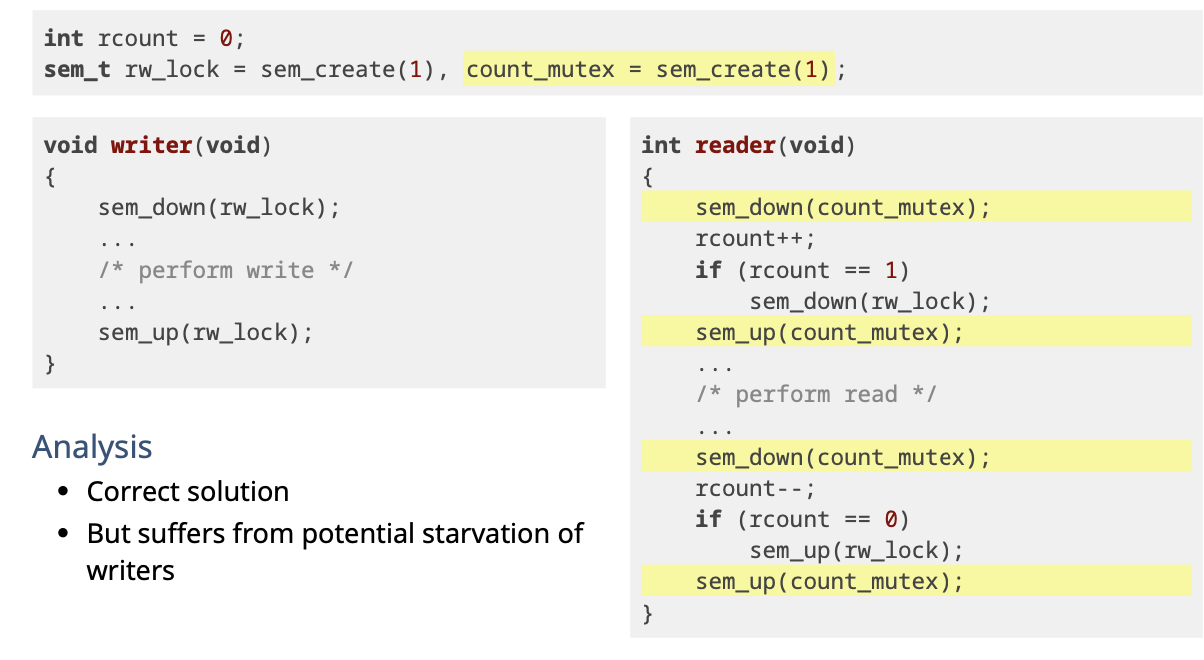 int rcount = 0;
sem_t rw_lock = sem_create(1), count_mutex = sem_create(1);
void writer(void)
{
    sem_down(rw_lock);
    ...
    /* perform write */
    ...
    sem_up(rw_lock);
}
Analysis
• Correct solution
• But suffers from potential starvation of
writers
int reader(void)
{
    sem_down(count_mutex);
    rcount++;
    if (rcount == 1)
        sem_down(rw_lock);
    sem_up(count_mutex);
    ...
    /* perform read */
    ...
    sem_down(count_mutex);
    rcount--;
    if (rcount == 0)
        sem_up(rw_lock);
    sem_up(count_mutex);
}